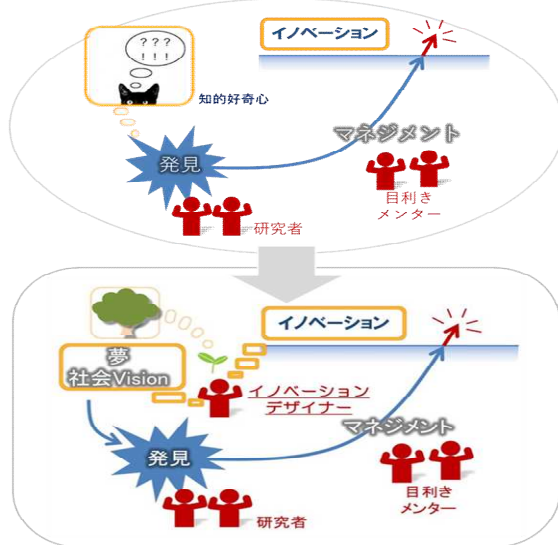 イノベーション
???
!!!
知的好奇心
マネジメント
発見
目利き
メンター
研究者
イノベーション
夢
社会Vision
イノベーション
デザイナー
マネジメント
発見
目利き
メンター
研究者